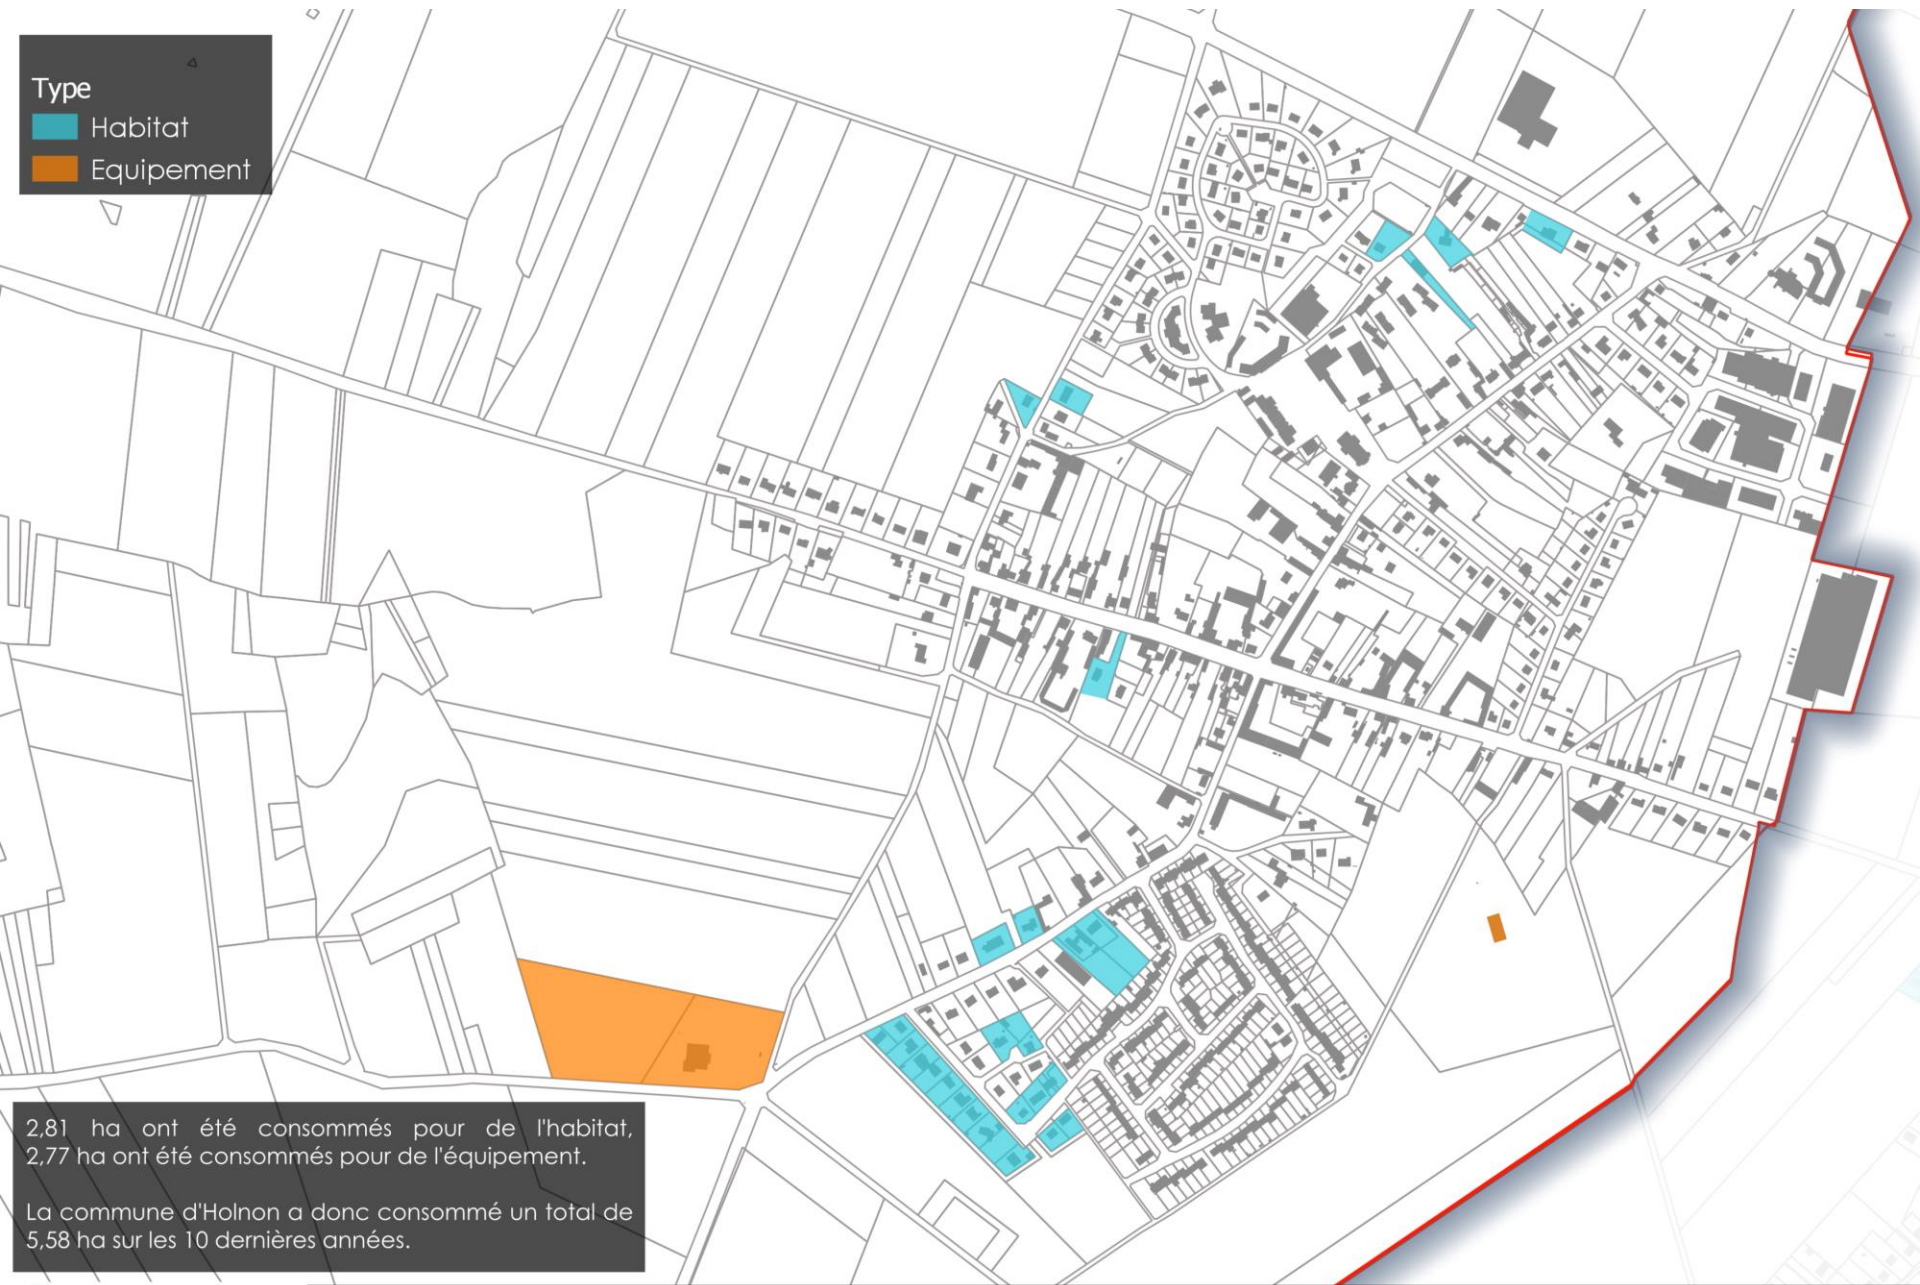 Type
Habitat
Equipement
2,81 ha ont été consommés pour de l'habitat,
2,77 ha ont été consommés pour de l'équipement.
La commune d'Holnon a donc consommé un total de
5,58 ha sur les 10 dernières années.